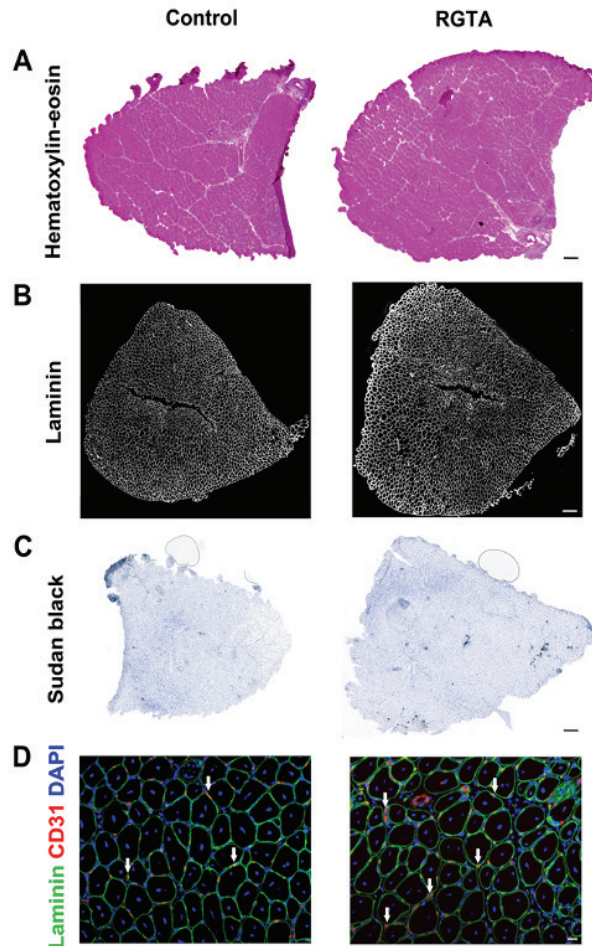 Control RGTA
A
Hematoxylin-eosin
B
Laminin
C
Sudan black
D
Laminin CD31 DAPI